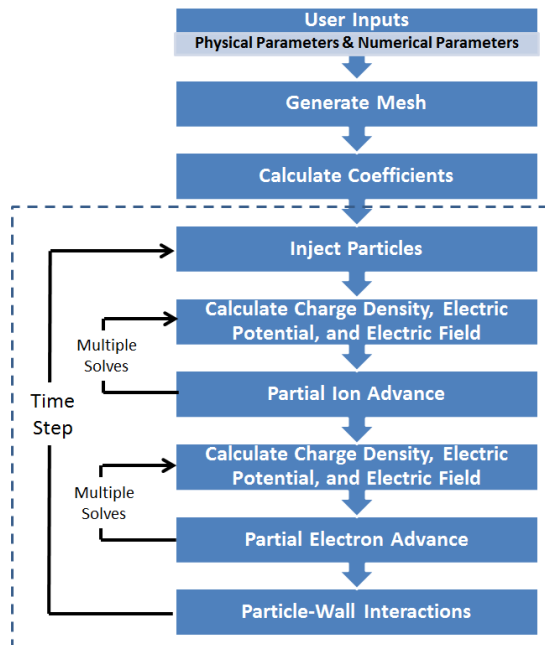 User Inputs
Physical Parameters & Numerical Parameters
Generate Mesh
Calculate Coefficients
Inject Particles
Calculate Charge Density, Electric
Potential, and Electric Field
Multiple
Solves
Partial Ion Advance
Time
Step
Calculate Charge Density, Electric
Potential, and Electric Field
Multiple
Solves
Partial Electron Advance
Particle-Wall Interactions